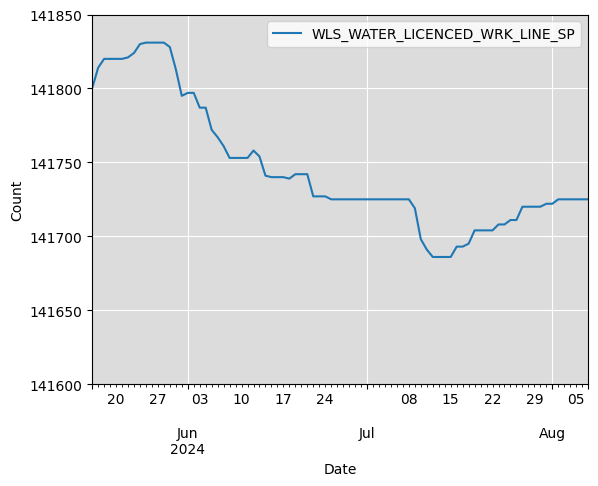 WLS_WATER_LICENCED_WRK_LINE_SP
141850
141800
141750
141700
141650
141600
Count
20 27 03 10 17 24 08 15 22 29 05
Jun Jul Aug
2024
Date